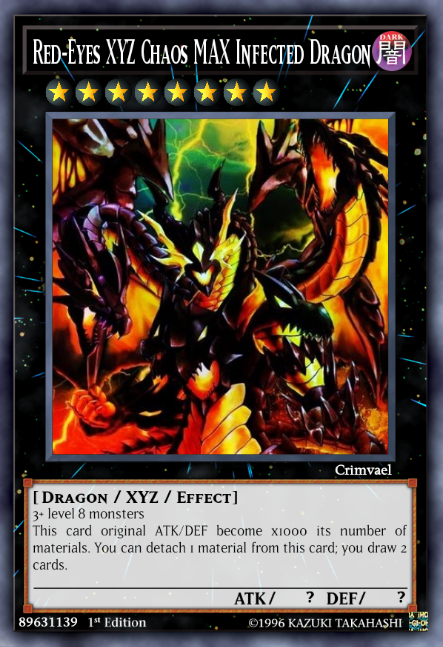 Red-Eyes XYZ Chaos MAX Infected Dragon
DARK
闇
Crimvael
[ Dragon / XYZ / Effect ]
3+ level 8 monsters
This card original ATK/DEF become x1000 its number of
materials. You can detach 1 material from this card; you draw 2
cards.
ATK/ ? DEF/ ?
89631139 1st Edition ©1996 KAZUKI TAKAHASHI